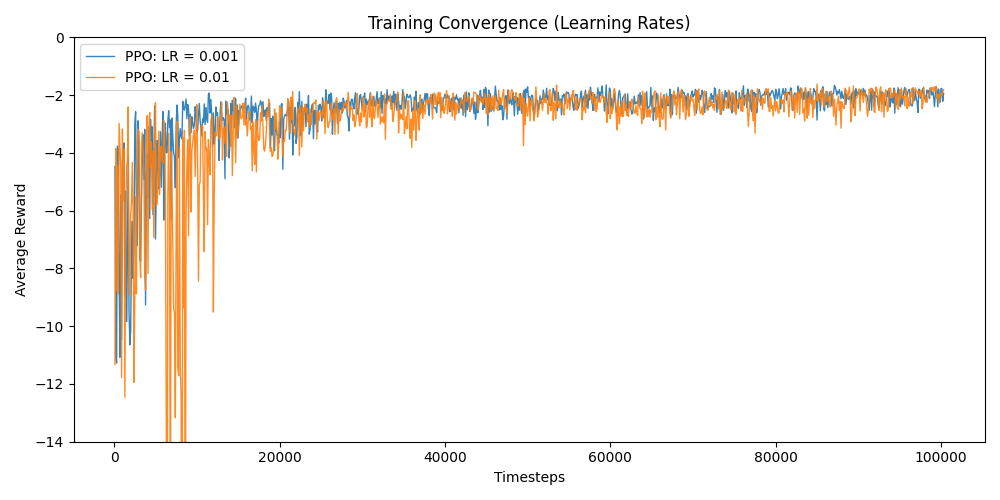 Training Convergence (Learning Rates)
PPO: LR = 0.001
PPO: LR = 0.01
Average Reward
0
−2
−4
−6
−8
−10
−12
−14
0 20000 40000 60000 80000 100000
Timesteps